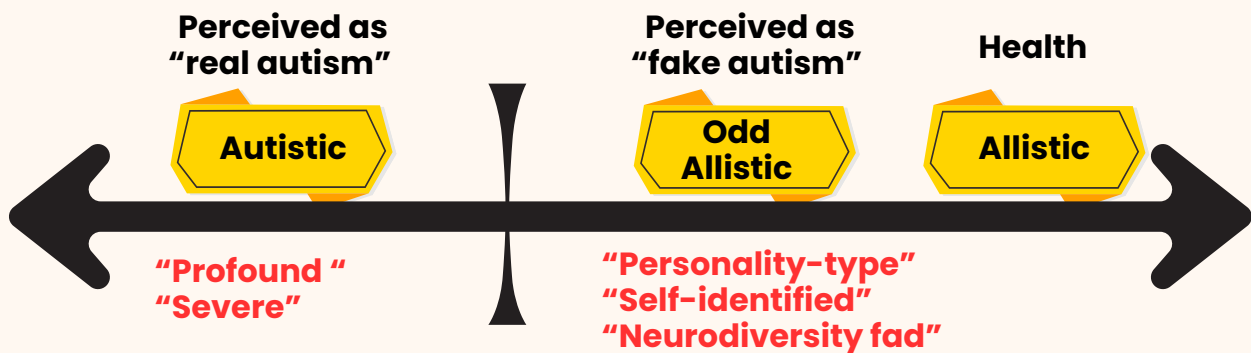 Perceived as
“real autism”
Perceived as
“fake autism”
Health
Autistic
Odd
Allistic
Allistic
“Profound “
“Severe”
“Personality-type”
“Self-identified”
“Neurodiversity fad”